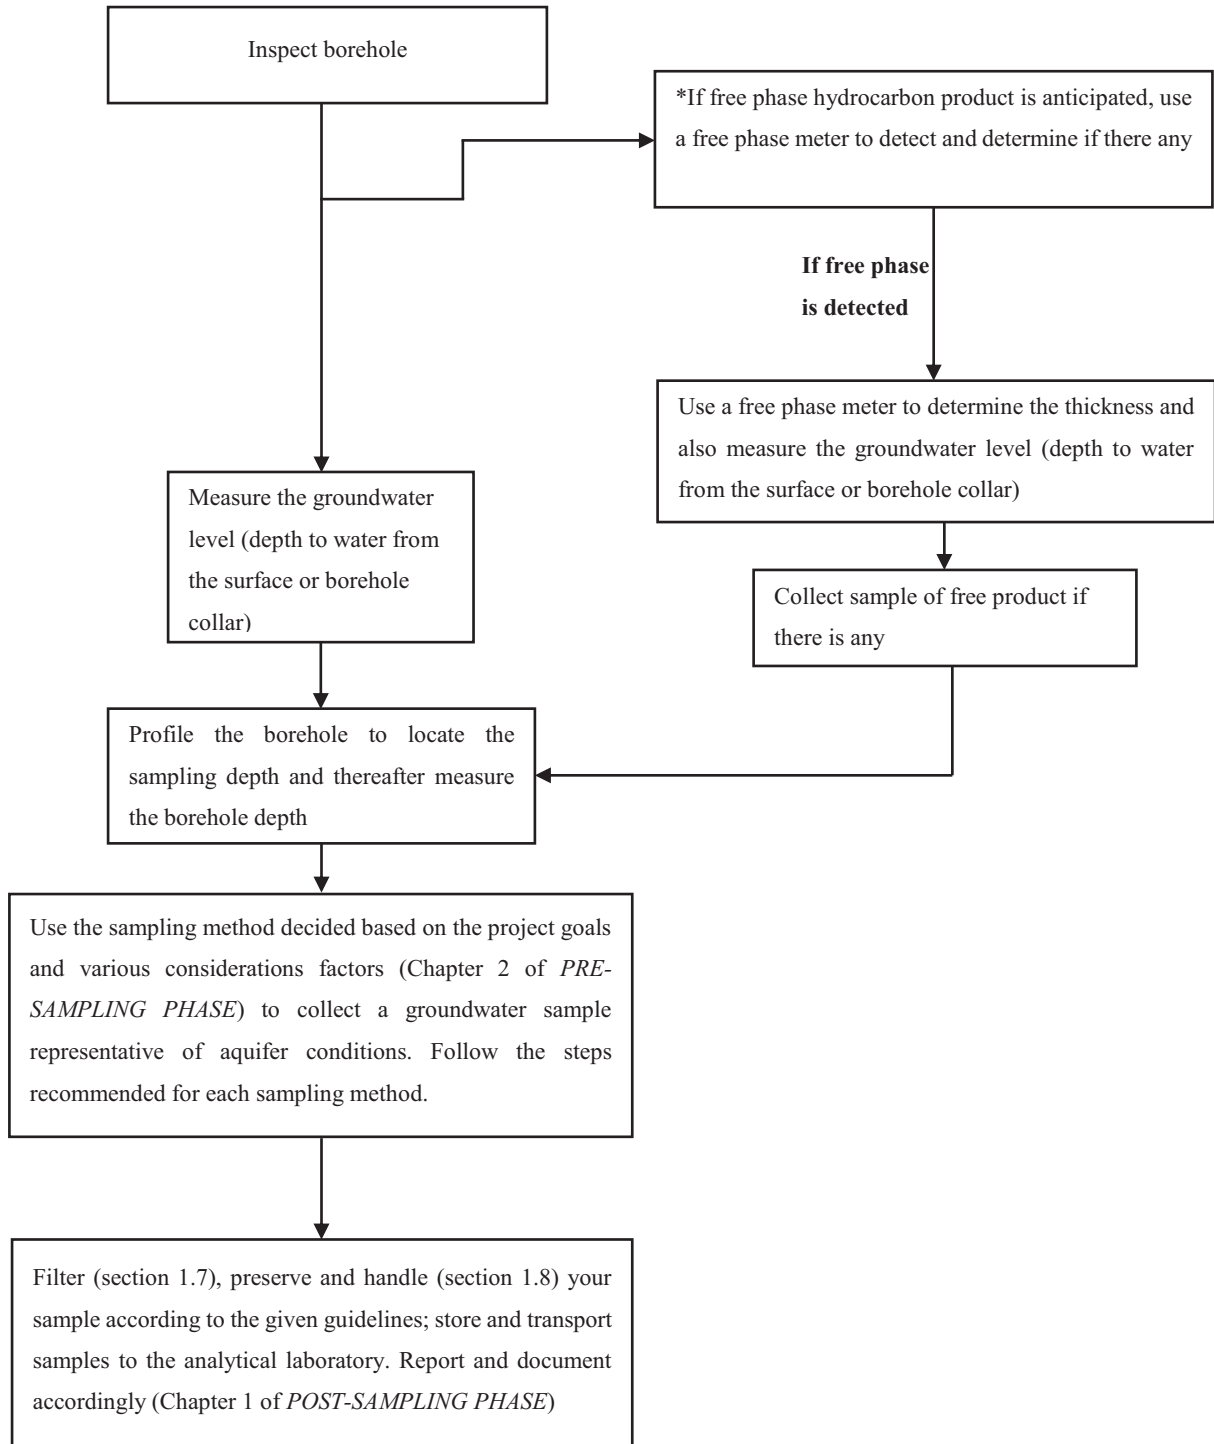 Inspect borehole
*If free phase hydrocarbon product is anticipated, use
a free phase meter to detect and determine if there any
If free phase
is detected
Use a free phase meter to determine the thickness and
also measure the groundwater level (depth to water
from the surface or borehole collar)
Measure the groundwater
level (depth to water from
the surface or borehole
collar)
Collect sample of free product if
there is any
Profile the borehole to locate the
sampling depth and thereafter measure
the borehole depth
Use the sampling method decided based on the project goals
and various considerations factors (Chapter 2 of PRE-
SAMPLING PHASE) to collect a groundwater sample
representative of aquifer conditions. Follow the steps
recommended for each sampling method.
Filter (section 1.7), preserve and handle (section 1.8) your
sample according to the given guidelines; store and transport
samples to the analytical laboratory. Report and document
accordingly (Chapter 1 of POST-SAMPLING PHASE)